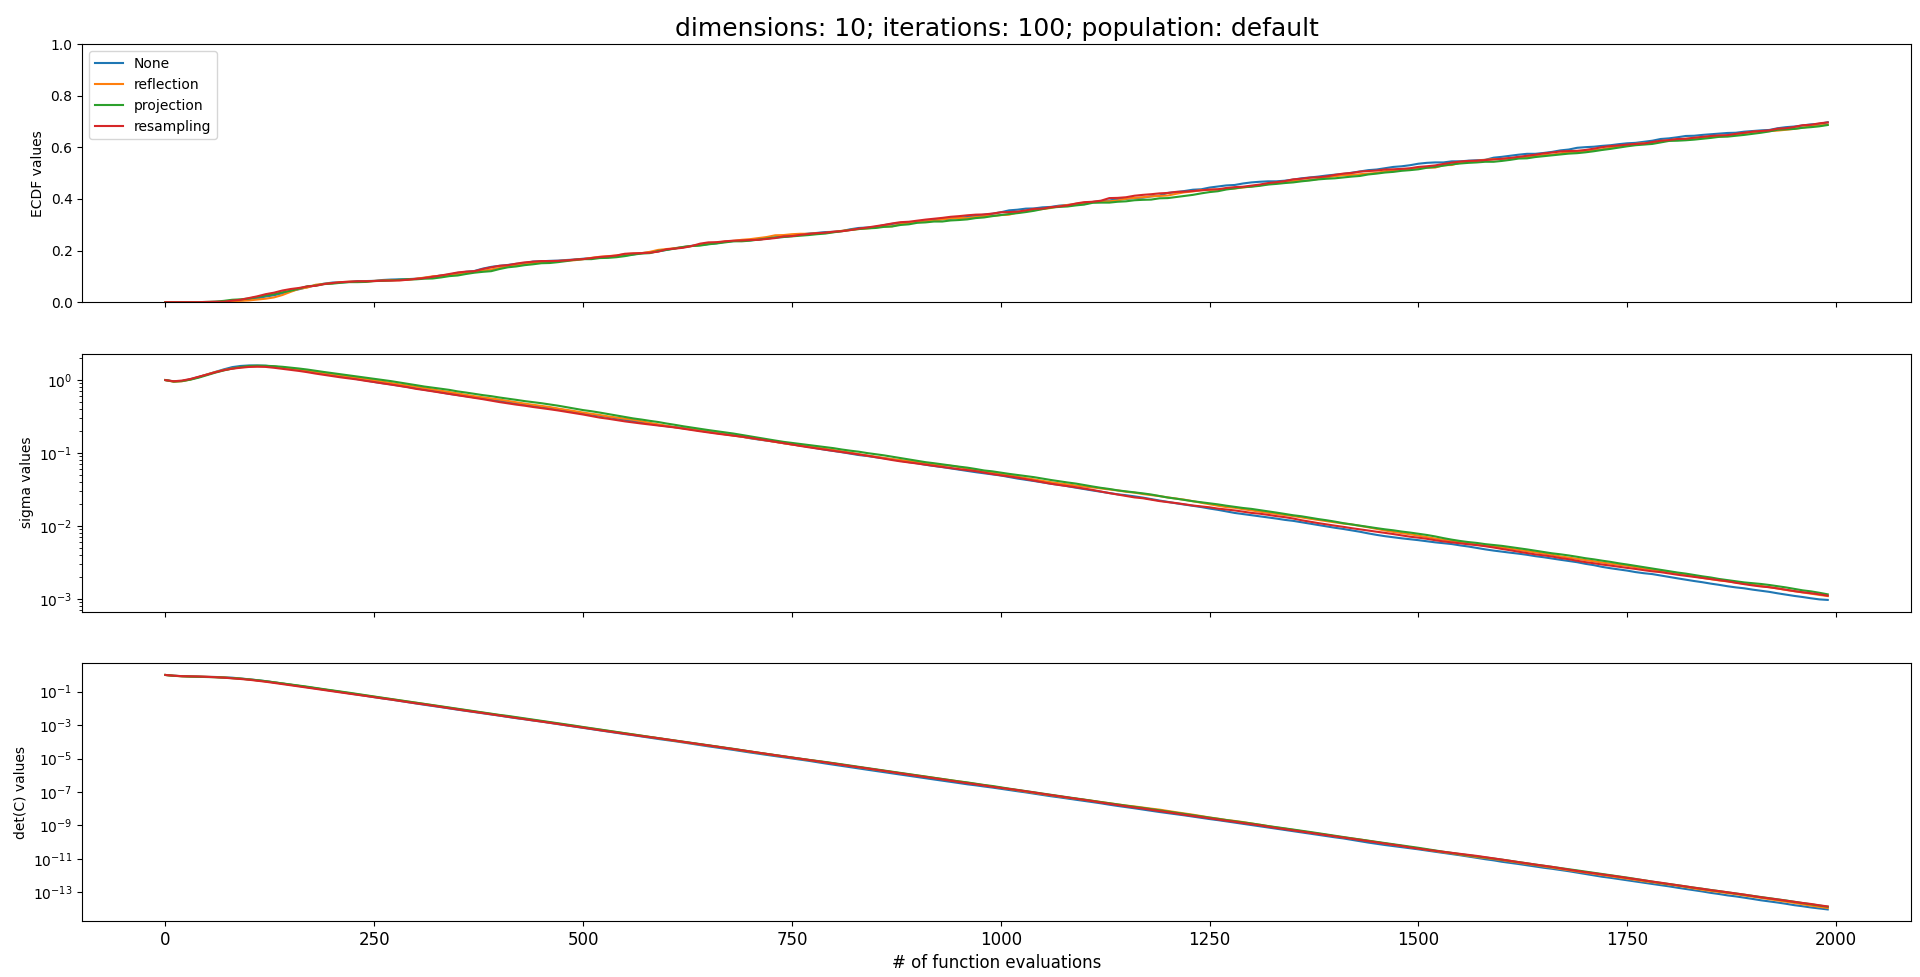 dimensions: 10; iterations: 100; population: default
1.0
0.8
0.6
0.4
0.2
0.0
ECDF values
None
reflection
projection
resampling
10⁰
10⁻¹
10⁻²
10⁻³
sigma values
10⁻¹
10⁻³
10⁻⁵
10⁻⁷
10⁻⁹
10⁻¹¹
10⁻¹³
det(C) values
0 250 500 750 1000 1250 1500 1750 2000
# of function evaluations